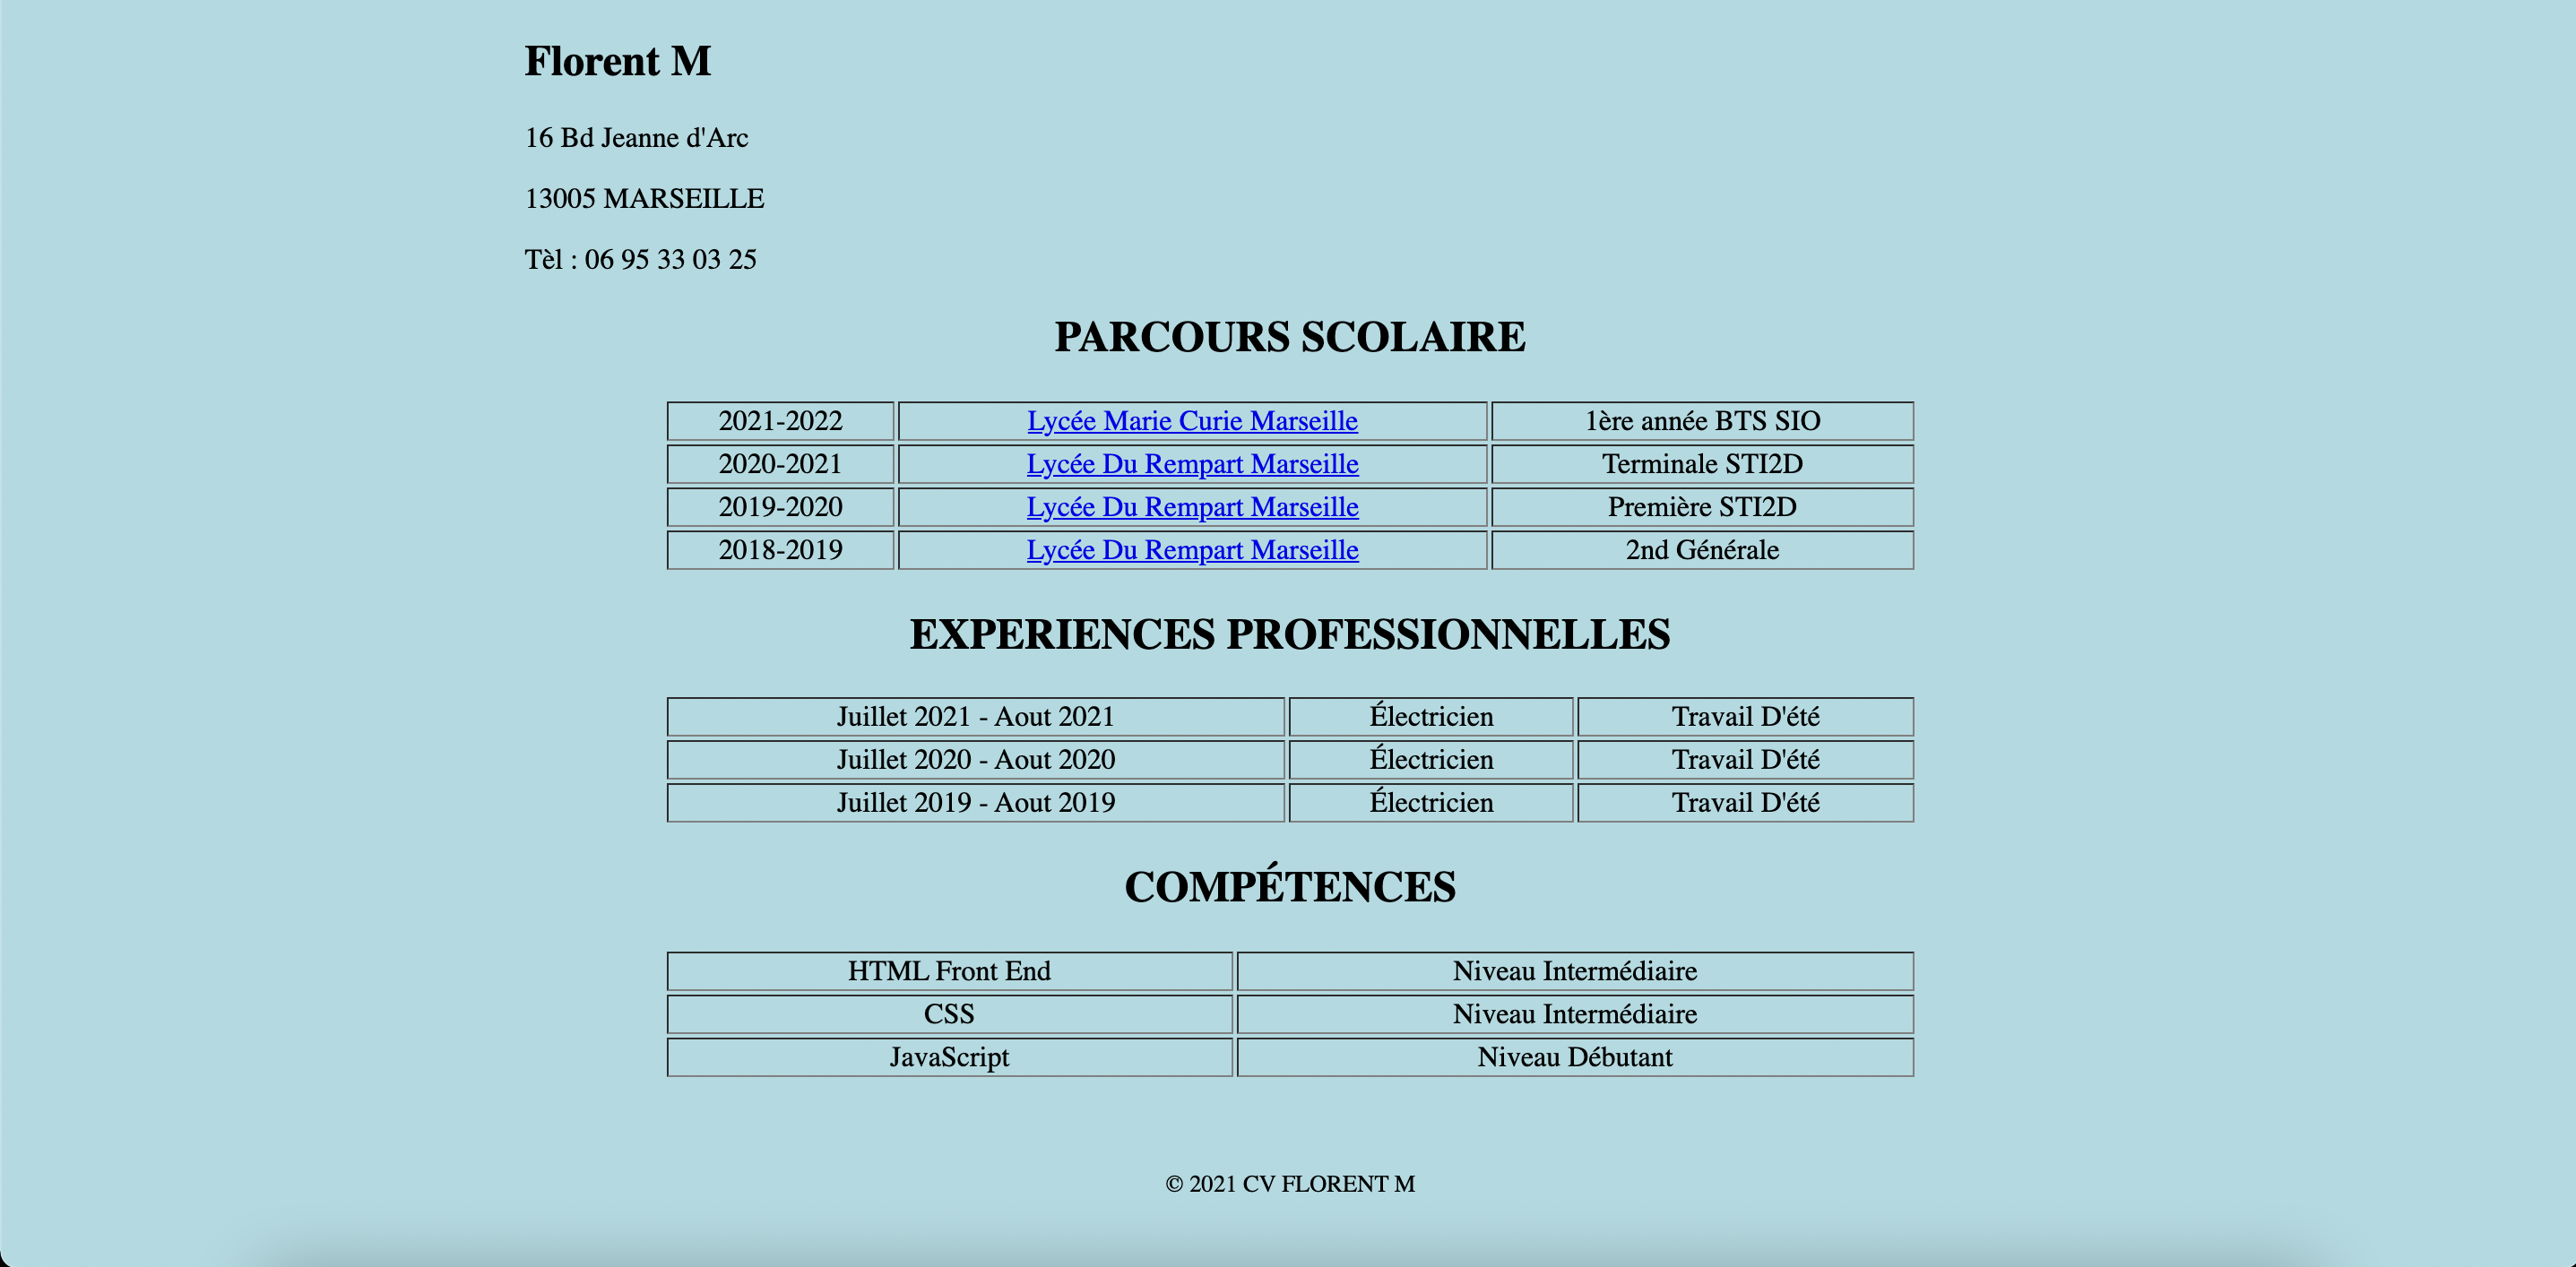 Florent M
16 Bd Jeanne d'Arc
13005 MARSEILLE
Tèl : 06 95 33 03 25
PARCOURS SCOLAIRE
2021-2022 Lycée Marie Curie Marseille 1ère année BTS SIO
2020-2021 Lycée Du Rempart Marseille Terminale STI2D
2019-2020 Lycée Du Rempart Marseille Première STI2D
2018-2019 Lycée Du Rempart Marseille 2nd Générale
EXPERIENCES PROFESSIONNELLES
Juillet 2021 - Aout 2021 Électricien Travail D'été
Juillet 2020 - Aout 2020 Électricien Travail D'été
Juillet 2019 - Aout 2019 Électricien Travail D'été
COMPÉTENCES
HTML Front End Niveau Intermédiaire
CSS Niveau Intermédiaire
JavaScript Niveau Débutant
© 2021 CV FLORENT M